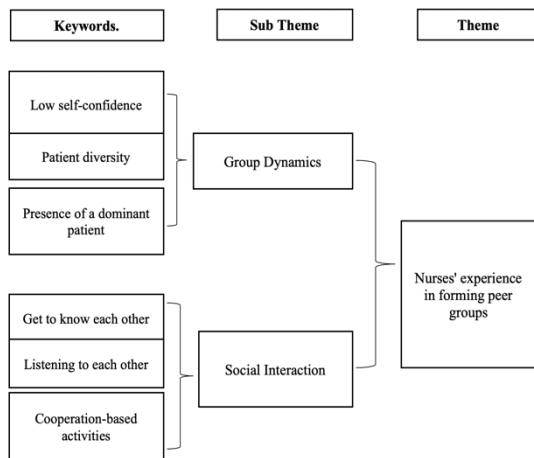 Keywords.
Sub Theme
Theme
Low self-confidence
Patient diversity
Presence of a dominant
patient
Group Dynamics
Get to know each other
Listening to each other
Cooperation-based
activities
Social Interaction
Nurses' experience
in forming peer
groups